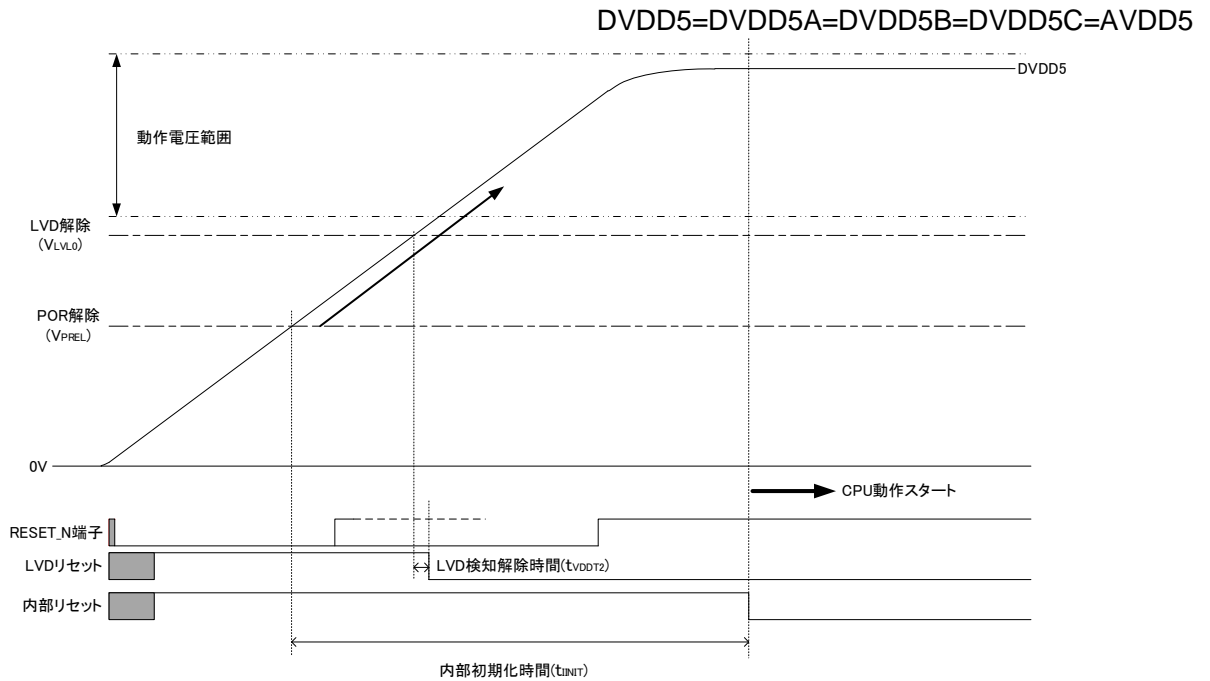 DVDD5=DVDD5A=DVDD5B=DVDD5C=AVDD5
DVDD5
動作電圧範囲
LVD解除
(VLVL0)
POR解除
(VPREL)
0V
CPU動作スタート
RESET_N端子
LVDリセット
LVD検知解除時間(tVDDT2)
内部リセット
内部初期化時間(tIINIT)